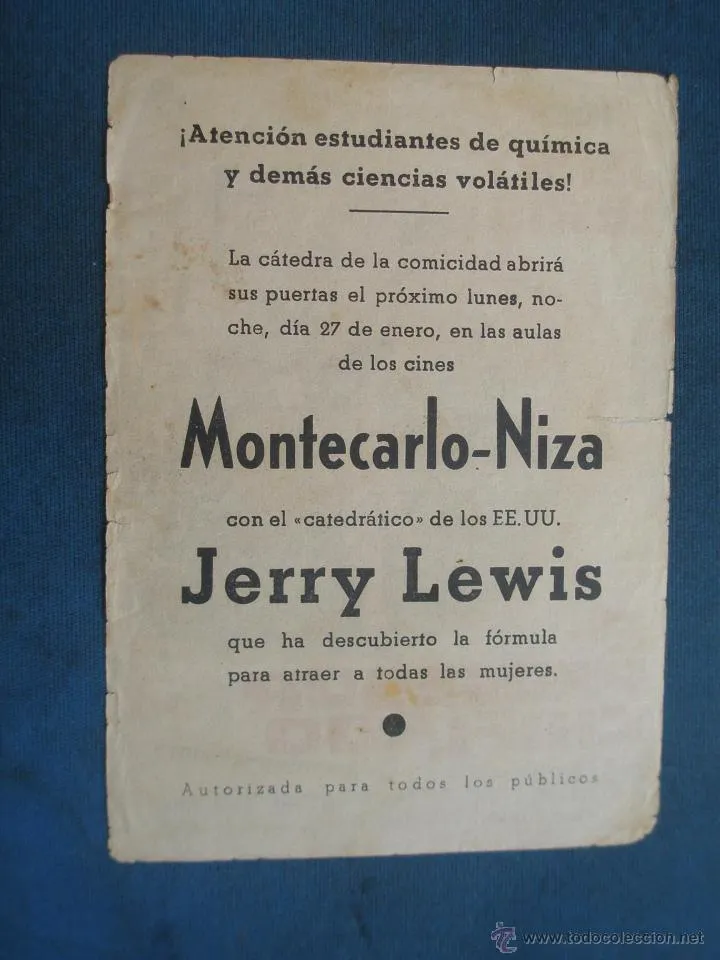 ¡Atención estudiantes de química
y demás ciencias volátiles!
La cátedra de la comicidad abrirá
sus puertas el próximo lunes, no-
che, día 27 de enero, en las aulas
de los cines
Montecarlo-Niza
con el «catedrático» de los EE.UU.
Jerry Lewis
que ha descubierto la fórmula
para atraer a todas las mujeres.
Autorizada para todos los públicos
© www.todocoleccion.net